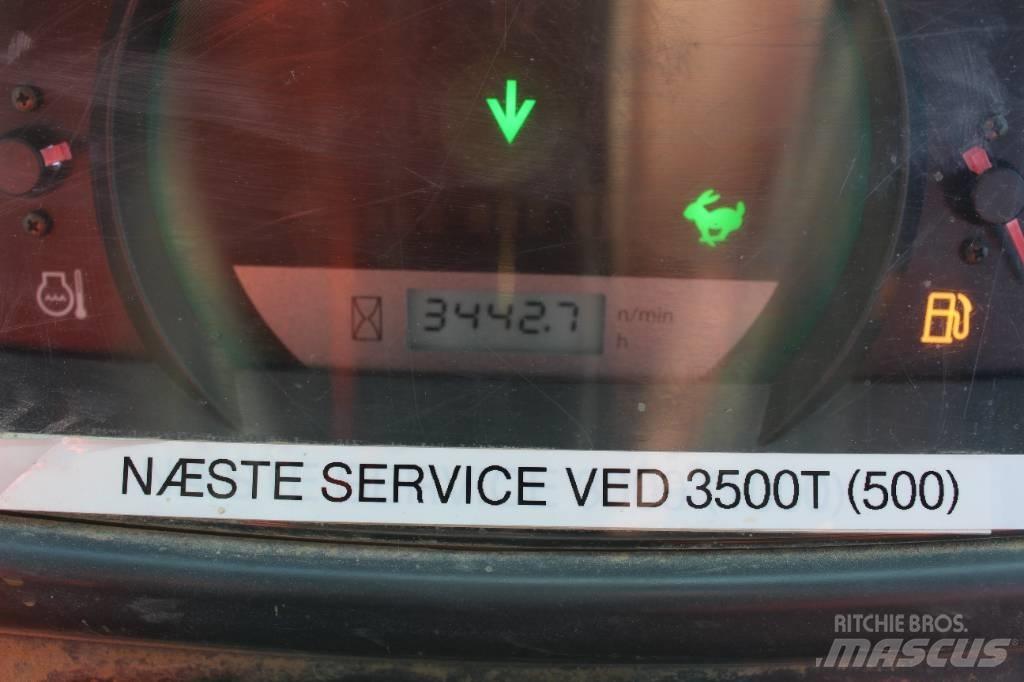 3442.7 n/min
h
NÆSTE SERVICE VED 3500T (500)
RITCHIE BROS.
MASCUS